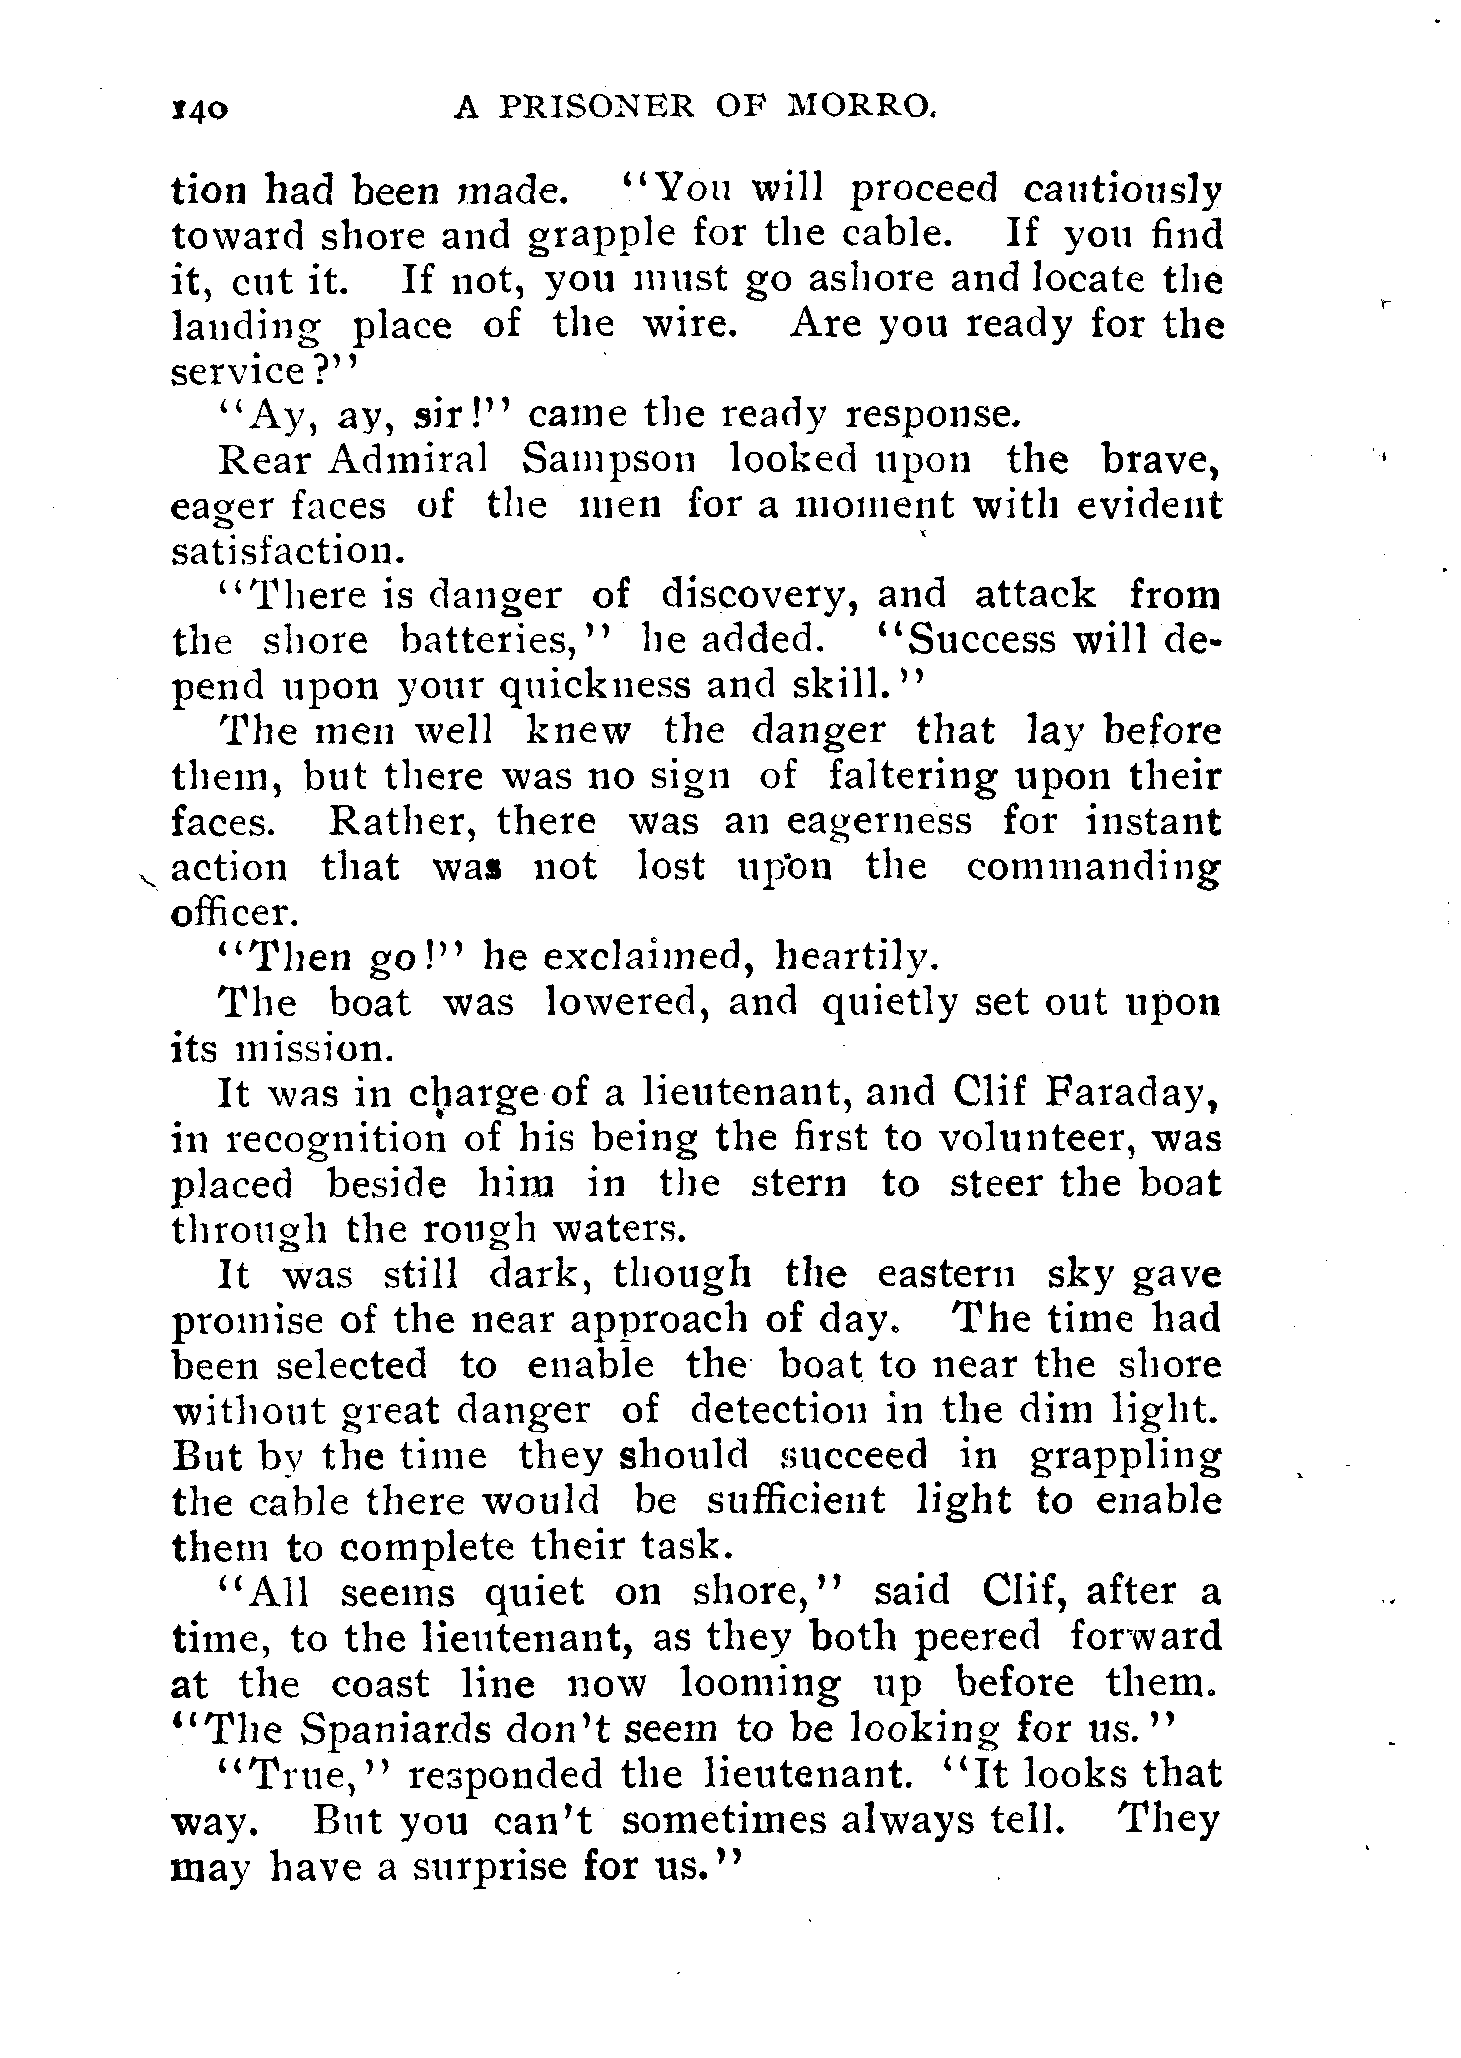 140 A PRISONER OF MORRO.
tion had been made. "You will proceed cautiously
toward shore and grapple for the cable. If you find
it, cut it. If not, you must go ashore and locate the
landing place of the wire. Are you ready for the
service?"
"Ay, ay, sir!" came the ready response.
Rear Admiral Sampson looked upon the brave,
eager faces of the men for a moment with evident
satisfaction.
"There is danger of discovery, and attack from
the shore batteries," he added. "Success will de-
pend upon your quickness and skill."
The men well knew the danger that lay before
them, but there was no sign of faltering upon their
faces. Rather, there was an eagerness for instant
action that was not lost upon the commanding
officer.
"Then go!" he exclaimed, heartily.
The boat was lowered, and quietly set out upon
its mission.
It was in charge of a lieutenant, and Clif Faraday,
in recognition of his being the first to volunteer, was
placed beside him in the stern to steer the boat
through the rough waters.
It was still dark, though the eastern sky gave
promise of the near approach of day. The time had
been selected to enable the boat to near the shore
without great danger of detection in the dim light.
But by the time they should succeed in grappling
the cable there would be sufficient light to enable
them to complete their task.
"All seems quiet on shore," said Clif, after a
time, to the lieutenant, as they both peered forward
at the coast line now looming up before them.
"The Spaniards don't seem to be looking for us."
"True," responded the lieutenant. "It looks that
way. But you can't sometimes always tell. They
may have a surprise for us."